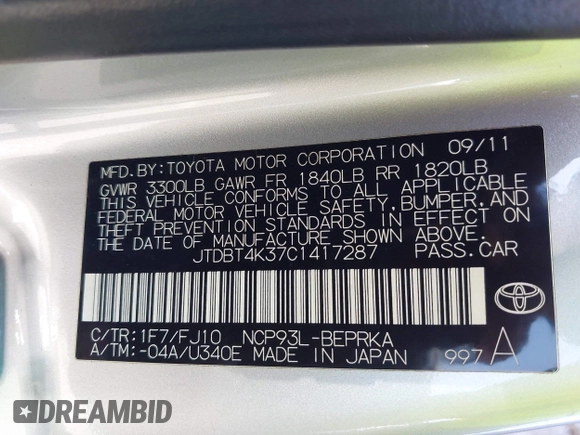 MFD.BY:TOYOTA MOTOR CORPORATION 09/11
GVWR 3300LB GAWR FR 1840LB RR 1820LB
THIS VEHICLE CONFORMS TO ALL APPLICABLE
FEDERAL MOTOR VEHICLE SAFETY,BUMPER,AND
THEFT PREVENTION STANDARDS IN EFFECT ON
THE DATE OF MANUFACTURE SHOWN ABOVE.
JTDBT4K37C1417287 PASS.CAR
C/TR:1F7/FJ10 NCP93L-BEPRKA
A/TM:-04A/U340E MADE IN JAPAN 997A
TOYOTA
DREAMBID